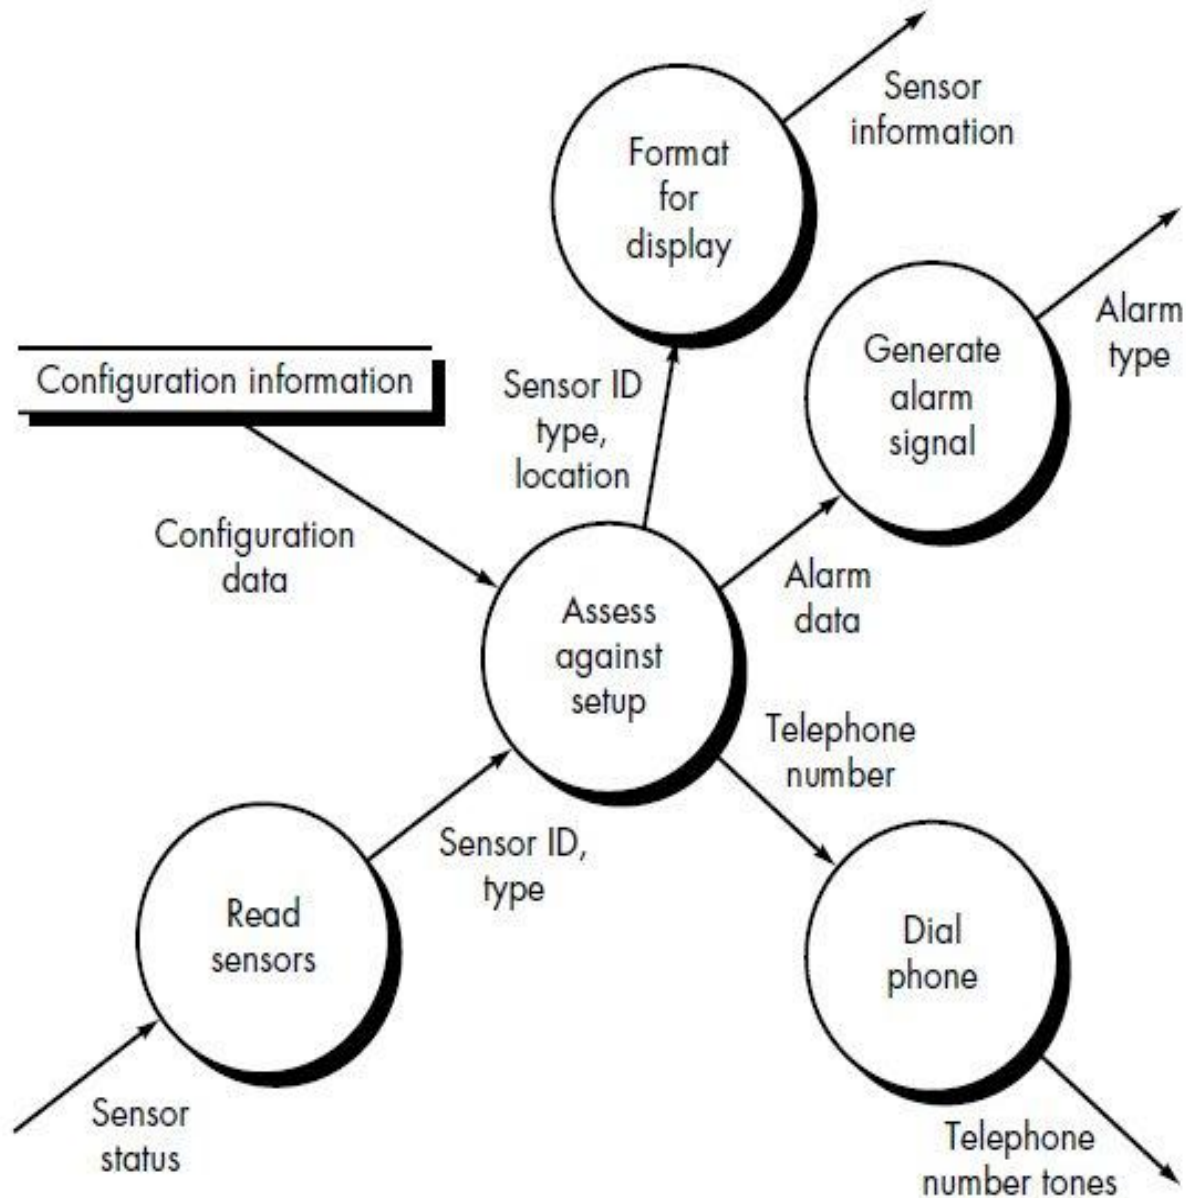 Sensor
information
Format
for
display
Alarm
type
Generate
alarm
signal
Configuration information
Sensor ID
type,
location
Configuration
data
Alarm
data
Assess
against
setup
Telephone
number
Sensor ID,
type
Read
sensors
Dial
phone
Sensor
status
Telephone
number tones